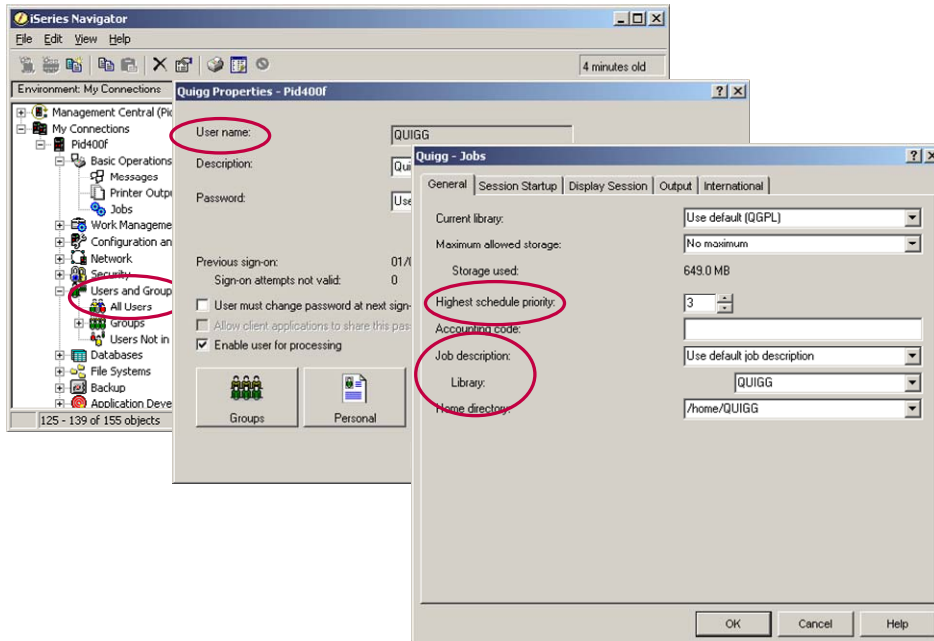 iSeries Navigator
File Edit View Help
4 minutes old
Environment: My Connections
Management Central (Pid
My Connections
Pid400f
Basic Operations
Messages
Printer Outpu
Jobs
Work Manageme
Configuration an
Network
Security
Users and Group
All Users
Groups
Users Not in
Databases
File Systems
Backup
Application Deve
125 - 139 of 155 objects
Quigg Properties - Pid400f
User name: QUIGG
Description: Qui
Password: Use
Previous sign-on: 01/0
Sign-on attempts not valid: 0
User must change password at next sign-
Allow client applications to share this pas
Enable user for processing
Groups Personal
Quigg - Jobs
General Session Startup Display Session Output International
Current library: Use default (QGPL)
Maximum allowed storage: No maximum
Storage used: 649.0 MB
Highest schedule priority: 3
Accounting code:
Job description: Use default job description
Library: QUIGG
Home directory: /home/QUIGG
OK Cancel Help